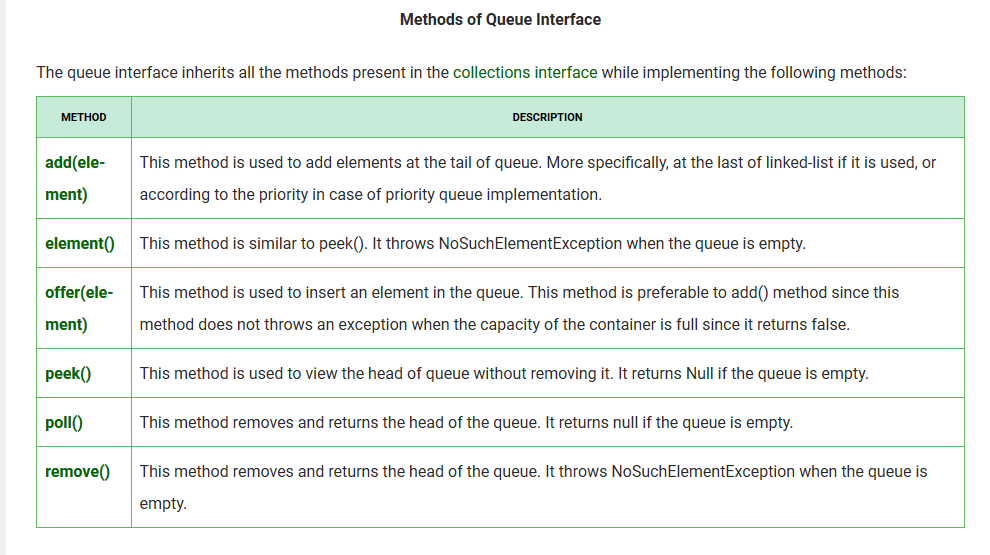 Methods of Queue Interface
The queue interface inherits all the methods present in the collections interface while implementing the following methods:
METHOD DESCRIPTION
add(ele-
ment)
This method is used to add elements at the tail of queue. More specifically, at the last of linked-list if it is used, or
according to the priority in case of priority queue implementation.
element() This method is similar to peek(). It throws NoSuchElementException when the queue is empty.
offer(ele-
ment)
This method is used to insert an element in the queue. This method is preferable to add() method since this
method does not throws an exception when the capacity of the container is full since it returns false.
peek() This method is used to view the head of queue without removing it. It returns Null if the queue is empty.
poll() This method removes and returns the head of the queue. It returns null if the queue is empty.
remove() This method removes and returns the head of the queue. It throws NoSuchElementException when the queue is
empty.